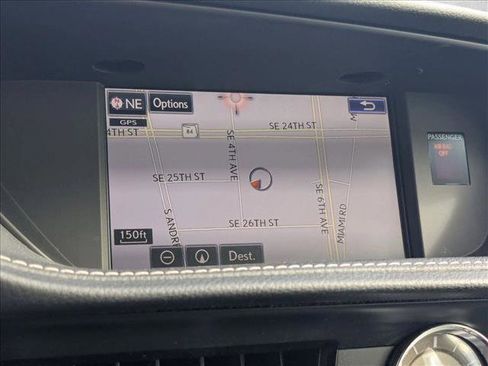 NE
Options
GPS
4TH ST
84
SE 24TH ST
SE 4TH AVE
SE 25TH ST
S ANDR
SE 6TH AVE
MIAMI RD
SE 26TH ST
150ft
Dest.
PASSENGER
AIR BAG
OFF